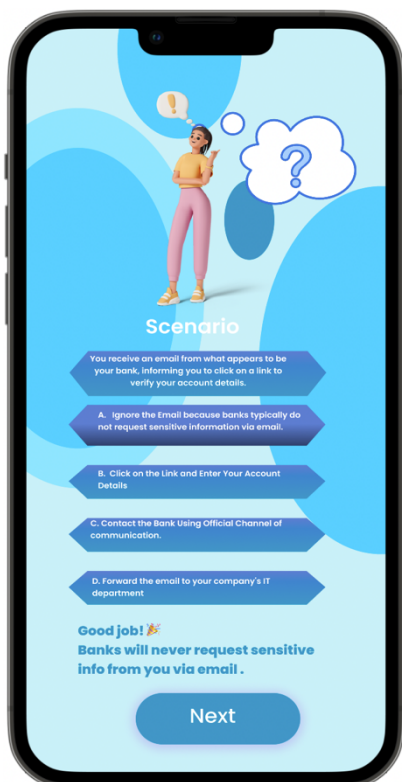 Scenario
You receive an email from what appears to be
your bank, informing you to click on a link to
verify your account details.
A. Ignore the Email because banks typically do
not request sensitive information via email.
B. Click on the Link and Enter Your Account
Details
C. Contact the Bank Using Official Channel of
communication.
D. Forward the email to your company's IT
department
Good job! 🎉
Banks will never request sensitive
info from you via email .
Next